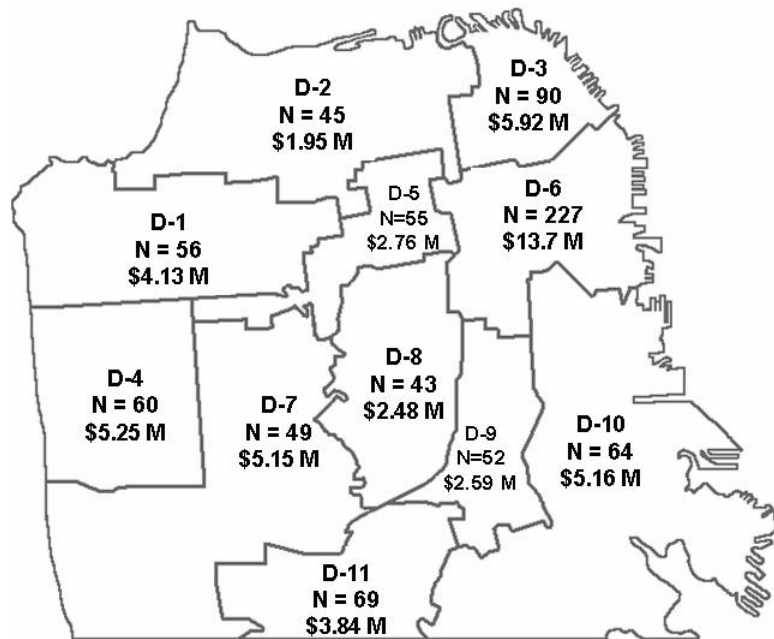 D-2
N = 45
$1.95 M
D-3
N = 90
$5.92 M
D-5
N=55
$2.76 M
D-6
N = 227
$13.7 M
D-1
N = 56
$4.13 M
D-8
N = 43
$2.48 M
D-4
N = 60
$5.25 M
D-7
N = 49
$5.15 M
D-9
N=52
$2.59 M
D-10
N = 64
$5.16 M
D-11
N = 69
$3.84 M